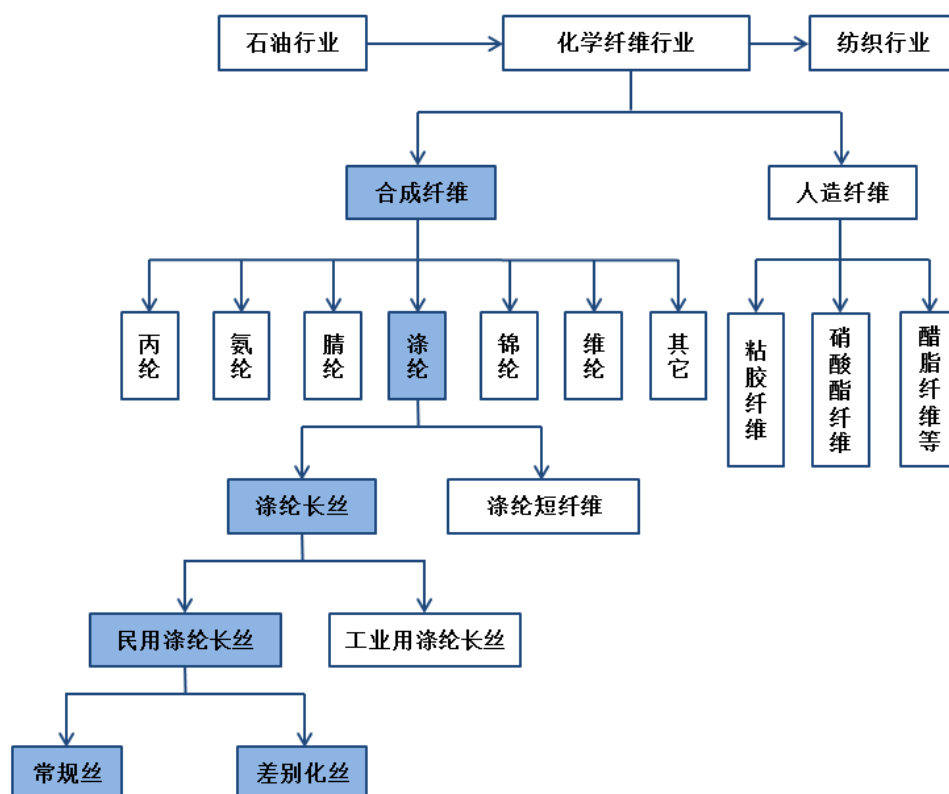 石油行业
化学纤维行业
纺织行业
合成纤维
人造纤维
丙纶
氨纶
腈纶
涤纶
锦纶
维纶
其它
粘胶纤维
硝酸酯纤维
醋脂纤维等
涤纶长丝
涤纶短纤维
民用涤纶长丝
工业用涤纶长丝
常规丝
差别化丝